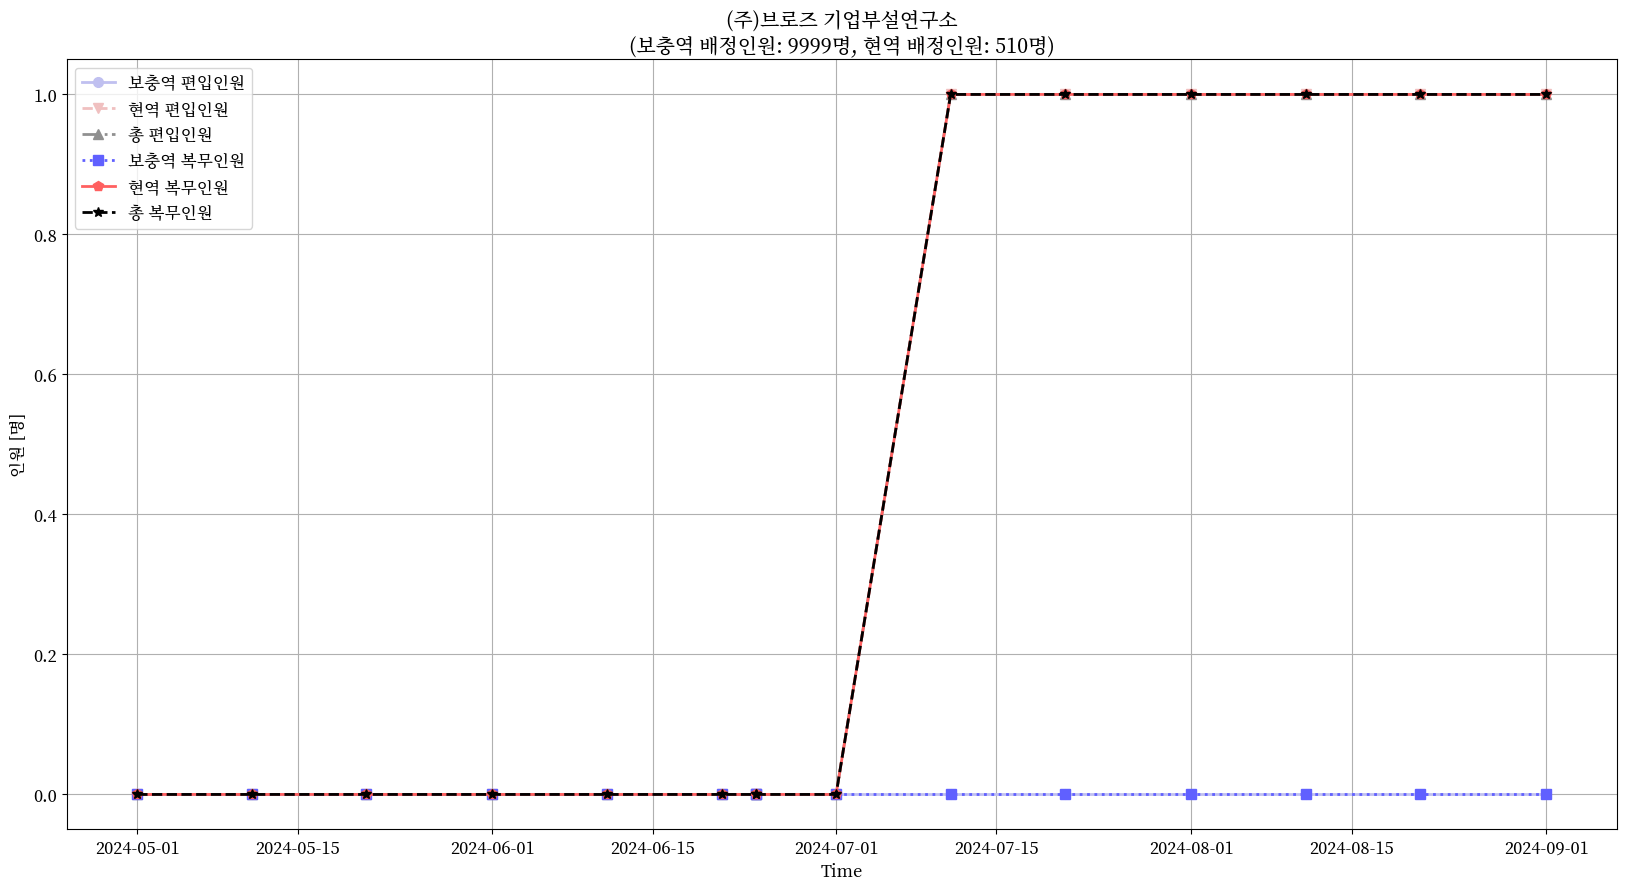 (주)브로즈 기업부설연구소
(보충역 배정인원: 9999명, 현역 배정인원: 510명)
보충역 편입인원
현역 편입인원
총 편입인원
보충역 복무인원
현역 복무인원
총 복무인원
인원 [명]
1.0
0.8
0.6
0.4
0.2
0.0
2024-05-01
2024-05-15
2024-06-01
2024-06-15
2024-07-01
2024-07-15
2024-08-01
2024-08-15
2024-09-01
Time